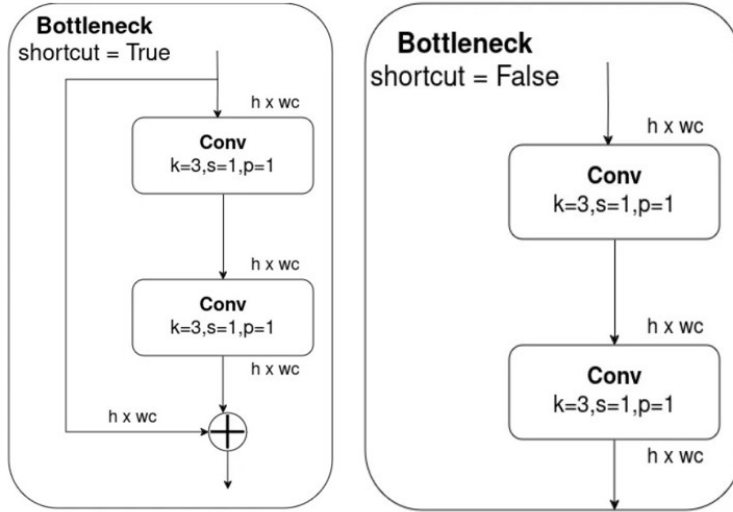 Bottleneck
shortcut = True
h x wc
Conv
k=3,s=1,p=1
h x wc
Conv
k=3,s=1,p=1
h x wc
h x wc
Bottleneck
shortcut = False
h x wc
Conv
k=3,s=1,p=1
h x wc
Conv
k=3,s=1,p=1
h x wc